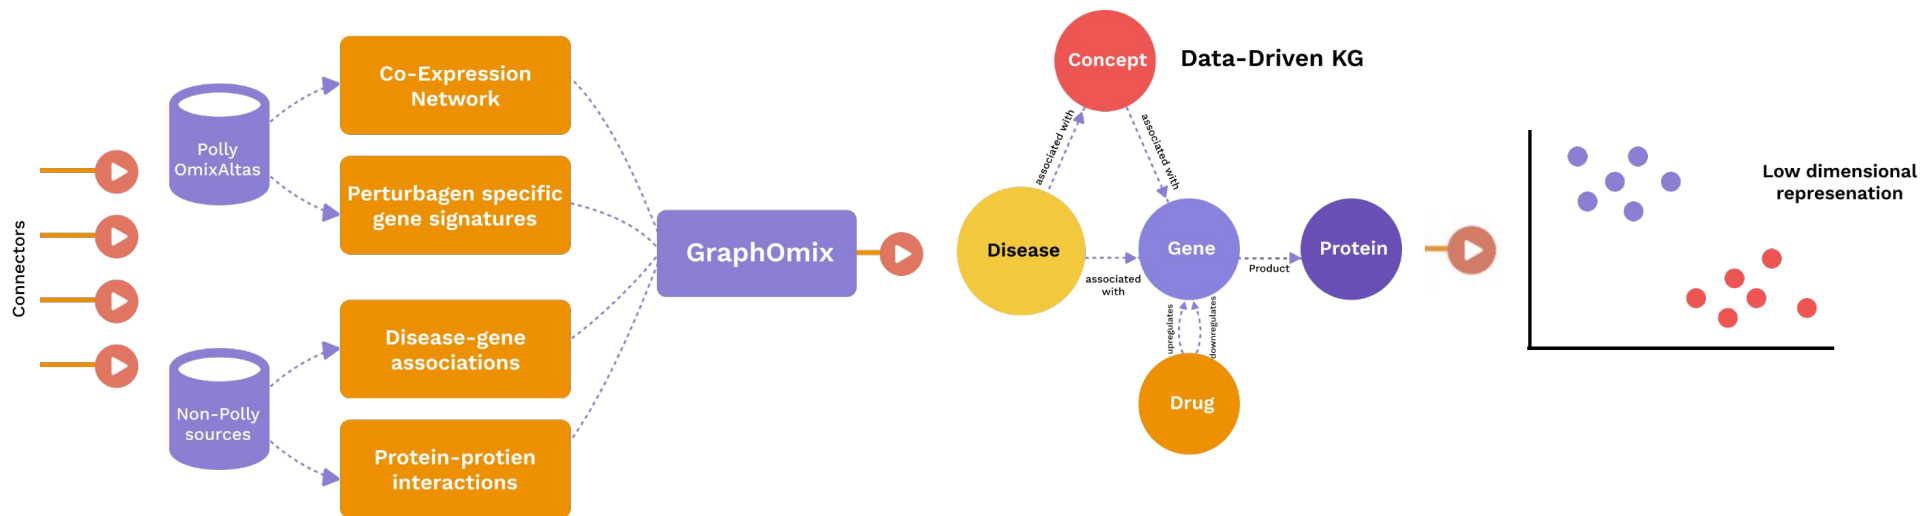 Connectors
Polly
OmixAltas
Non-Polly
sources
Co-Expression
Network
Perturbagen specific
gene signatures
Disease-gene
associations
Protein-protien
interactions
GraphOmix
Data-Driven KG
Concept
associated with
associated with
Disease
associated
with
Gene
Product
Protein
upregulates
downregulates
Drug
Low dimensional
represenation